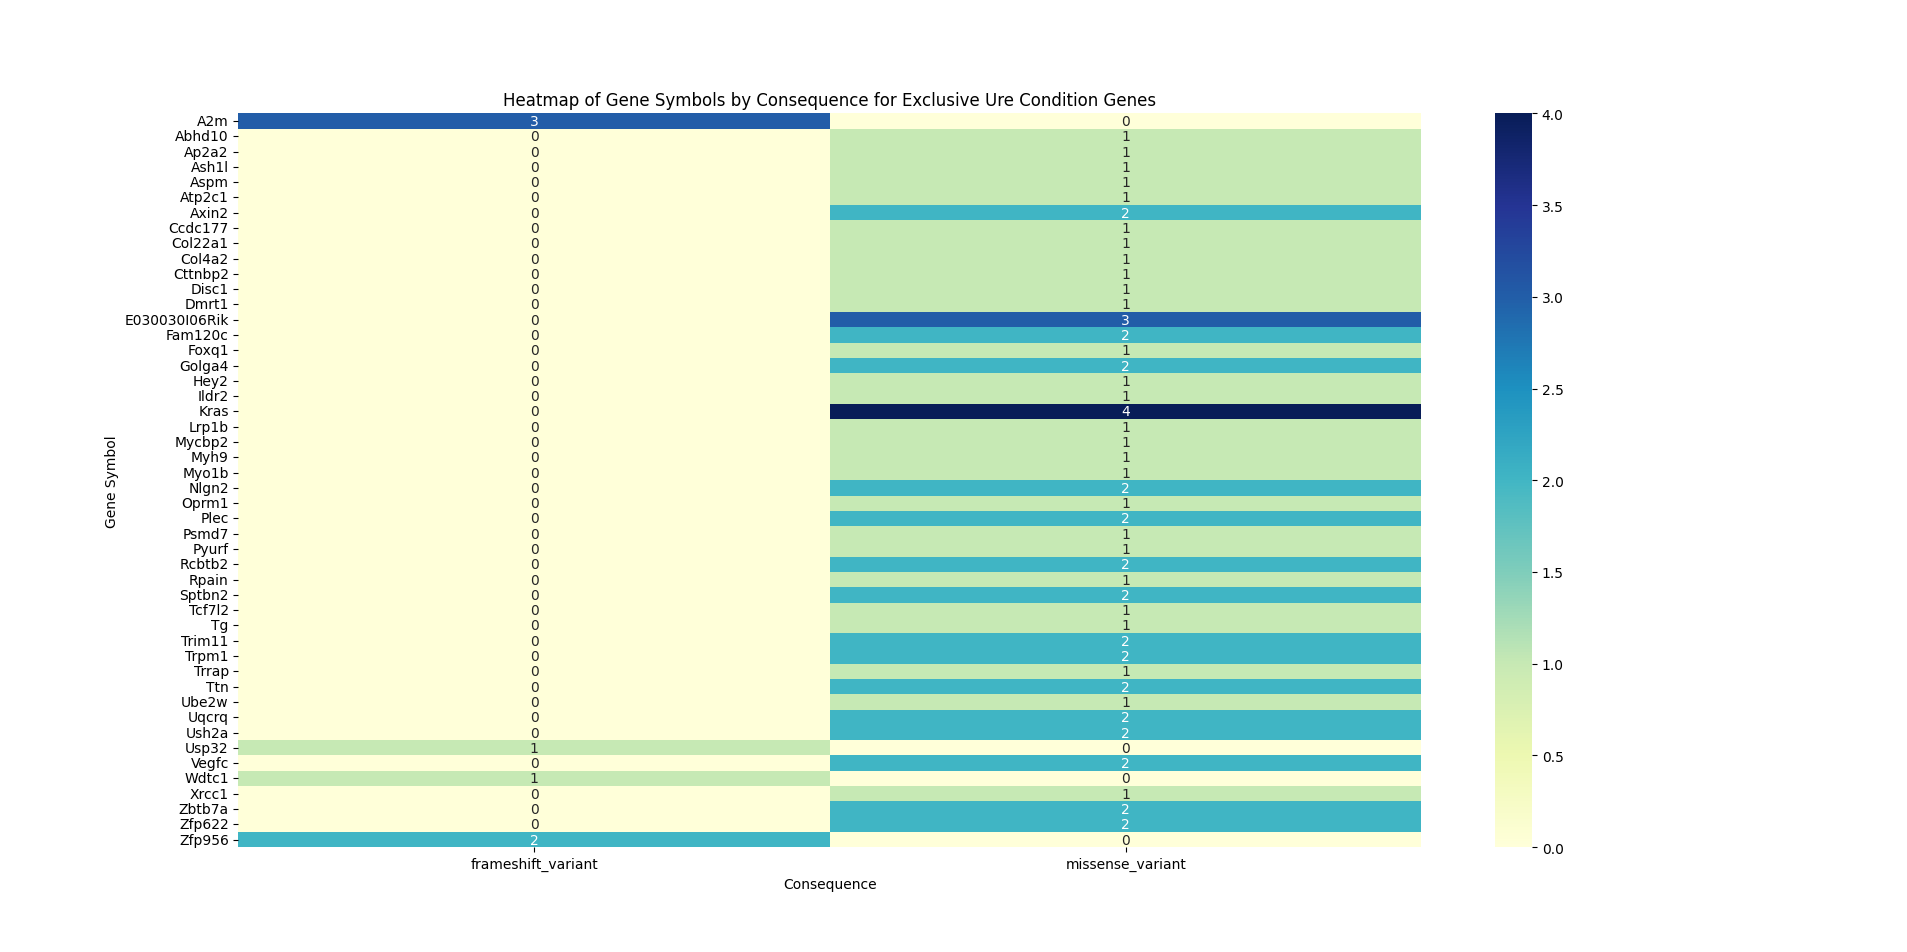 Heatmap of Gene Symbols by Consequence for Exclusive Ure Condition Genes
A2m 3 0
Abhd10 0 1
Ap2a2 0 1
Ash1l 0 1
Aspm 0 1
Atp2c1 0 1
Axin2 0 2
Ccdc177 0 1
Col22a1 0 1
Col4a2 0 1
Cttnbp2 0 1
Disc1 0 1
Dmrt1 0 1
E030030I06Rik 0 3
Fam120c 0 2
Foxq1 0 1
Golga4 0 2
Hey2 0 1
Ildr2 0 1
Kras 0 4
Lrp1b 0 1
Mycbp2 0 1
Myh9 0 1
Myo1b 0 1
Nlgn2 0 2
Oprm1 0 1
Plec 0 2
Psmd7 0 1
Pyurf 0 1
Rcbtb2 0 2
Rpain 0 1
Sptbn2 0 2
Tcf7l2 0 1
Tg 0 1
Trim11 0 2
Trpm1 0 2
Trrap 0 1
Ttn 0 2
Ube2w 0 1
Uqcrq 0 2
Ush2a 0 2
Usp32 1 0
Vegfc 0 2
Wdtc1 1 0
Xrcc1 0 1
Zbtb7a 0 2
Zfp622 0 2
Zfp956 2 0
frameshift_variant missense_variant
Consequence
Gene Symbol
4.0
3.5
3.0
2.5
2.0
1.5
1.0
0.5
0.0